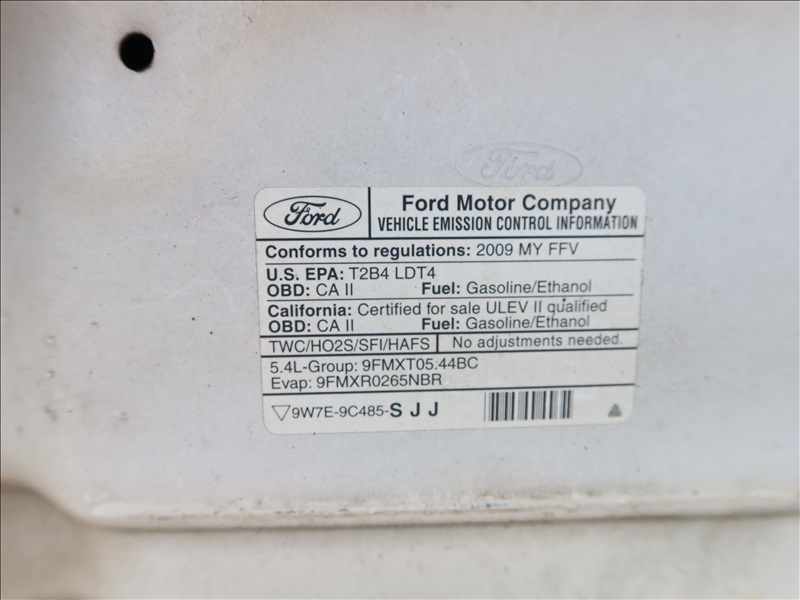 Ford
Ford
Ford Motor Company
VEHICLE EMISSION CONTROL INFORMATION
Conforms to regulations: 2009 MY FFV
U.S. EPA: T2B4 LDT4
OBD: CA II Fuel: Gasoline/Ethanol
California: Certified for sale ULEV II qualified
OBD: CA II Fuel: Gasoline/Ethanol
TWC/HO2S/SFI/HAFS No adjustments needed.
5.4L-Group: 9FMXT05.44BC
Evap: 9FMXR0265NBR
9W7E-9C485-SJJ